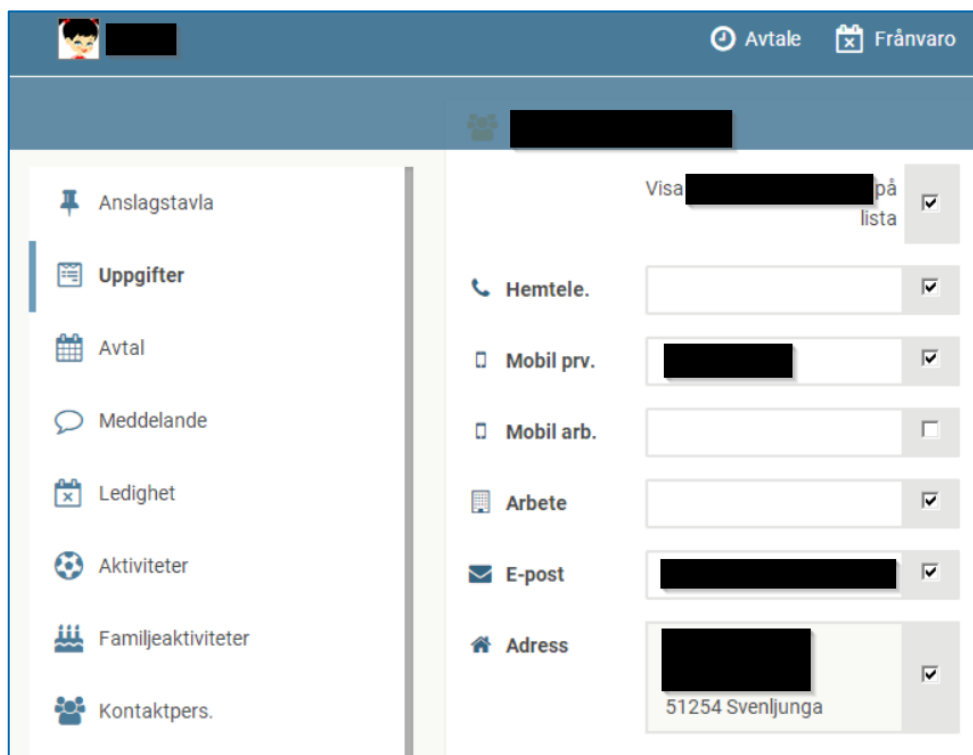 Avtale
Frånvaro
Anslagstavla
Uppgifter
Avtal
Meddelande
Ledighet
Aktiviteter
Familjeaktiviteter
Kontaktpers.
Visa på
lista
Hemtele.
Mobil prv.
Mobil arb.
Arbete
E-post
Adress
51254 Svenljunga